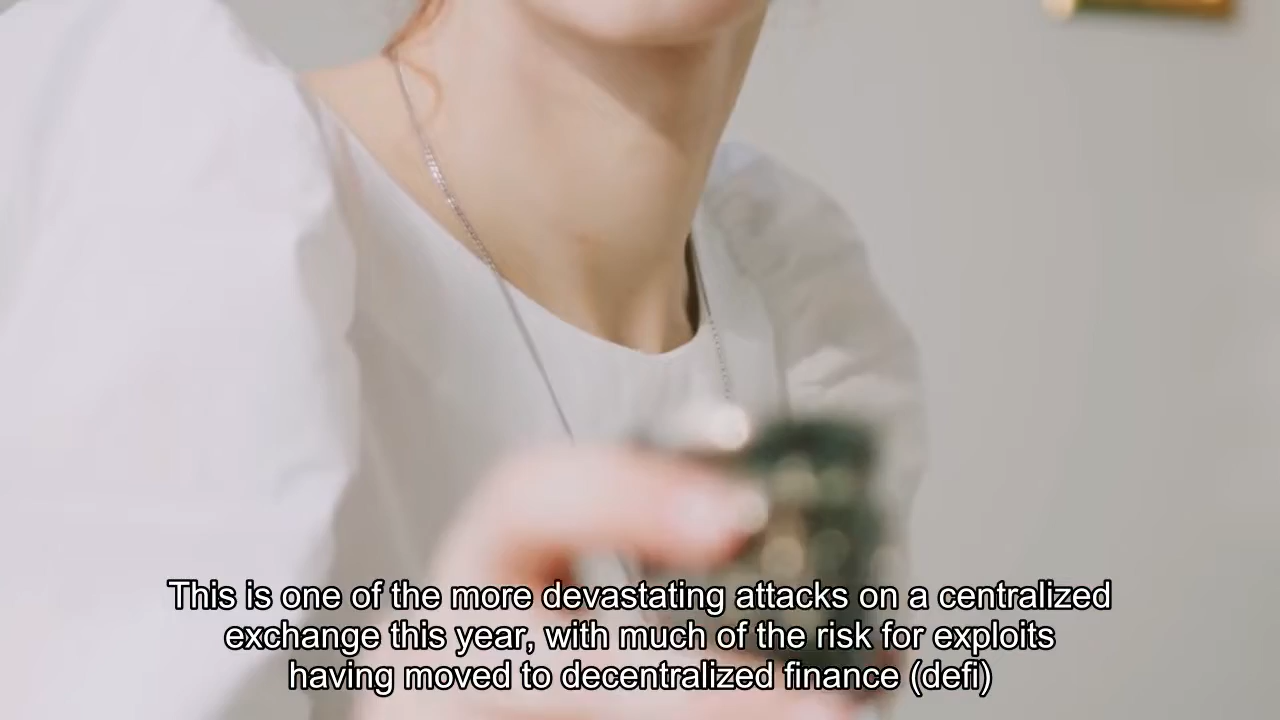 This is one of the more devastating attacks on a centralized
exchange this year, with much of the risk for exploits
having moved to decentralized finance (defi)